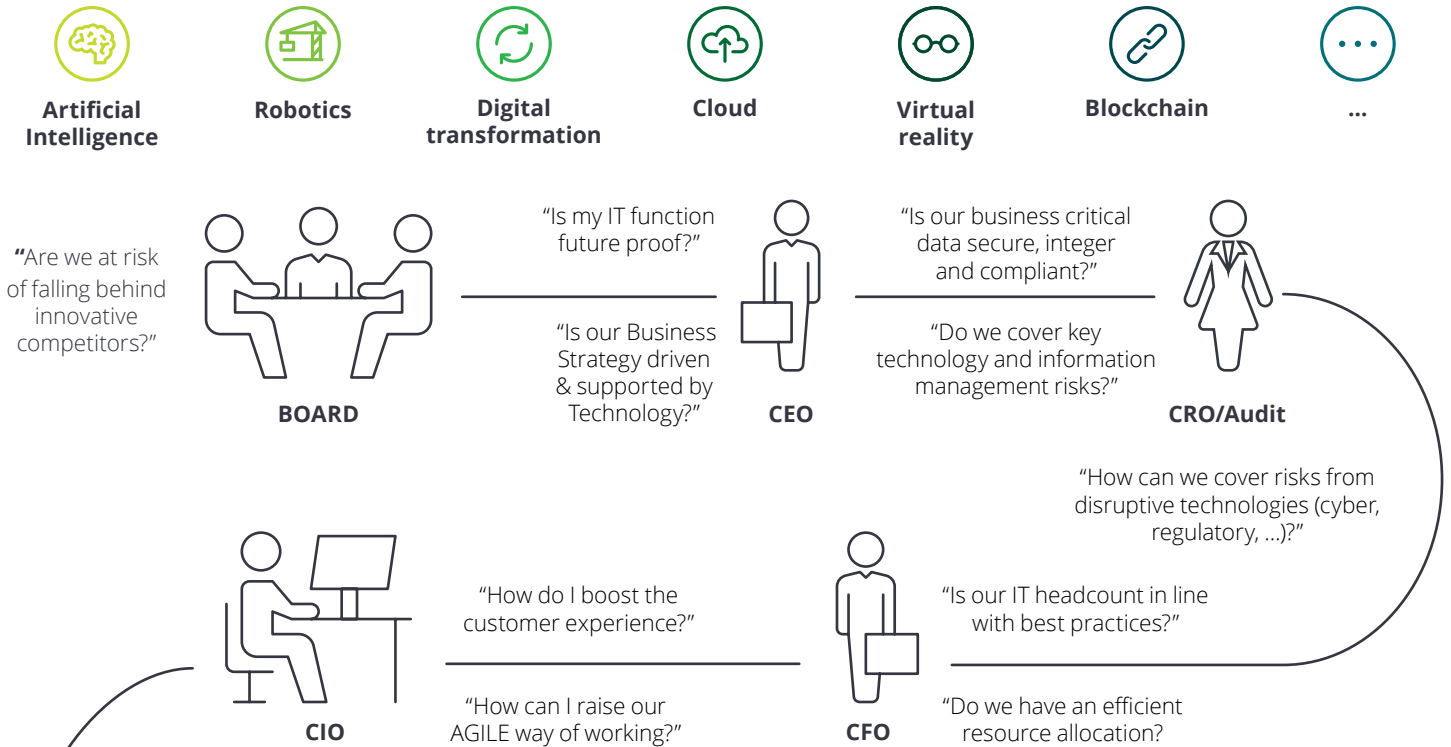 Artificial
Intelligence
Robotics
Digital
transformation
Cloud
Virtual
reality
Blockchain
...
“Are we at risk
of falling behind
innovative
competitors?”
BOARD
“Is my IT function
future proof?”
“Is our Business
Strategy driven
& supported by
Technology?”
CEO
“Is our business critical
data secure, integer
and compliant?”
“Do we cover key
technology and information
management risks?”
CRO/Audit
“How can we cover risks from
disruptive technologies (cyber,
regulatory, ...)?”
“Is our IT headcount in line
with best practices?”
“Do we have an efficient
resource allocation?
CFO
“How do I boost the
customer experience?”
“How can I raise our
AGILE way of working?”
CIO